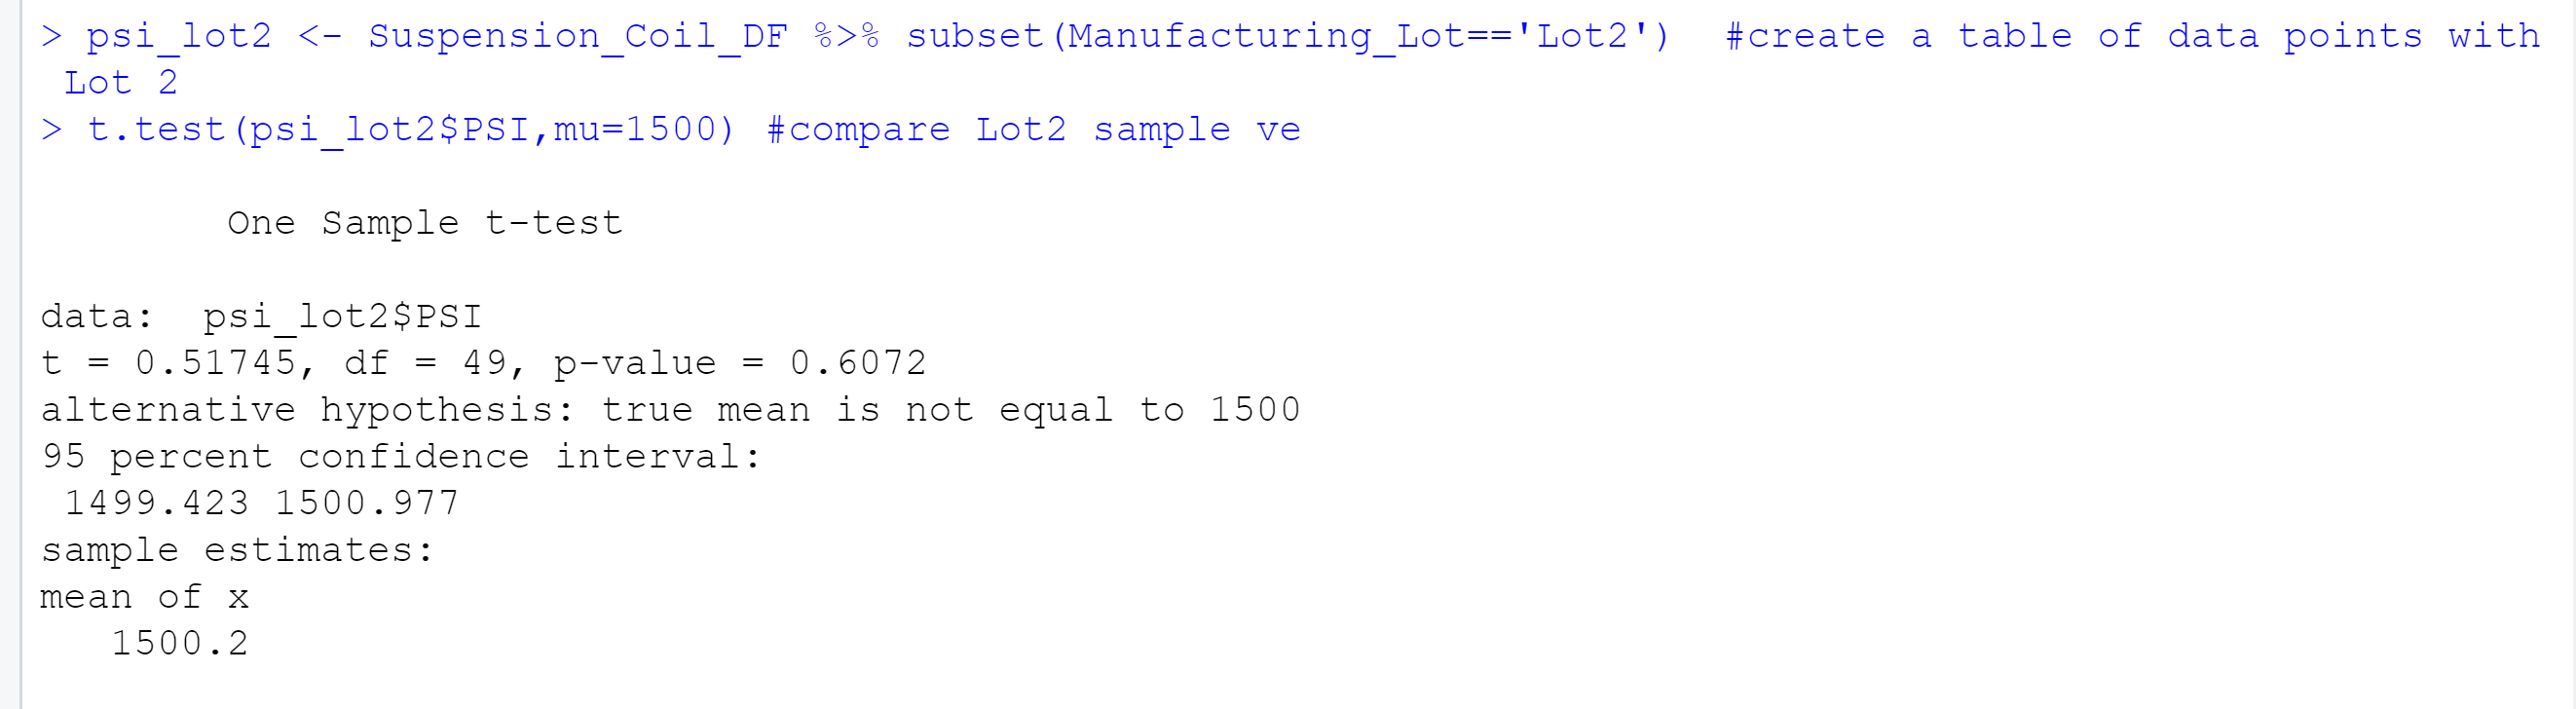 > psi_lot2 <- Suspension_Coil_DF %>% subset(Manufacturing_Lot=='Lot2')  #create a table of data points with
 Lot 2
> t.test(psi_lot2$PSI,mu=1500) #compare Lot2 sample ve

        One Sample t-test

data:  psi_lot2$PSI
t = 0.51745, df = 49, p-value = 0.6072
alternative hypothesis: true mean is not equal to 1500
95 percent confidence interval:
 1499.423 1500.977
sample estimates:
mean of x
   1500.2